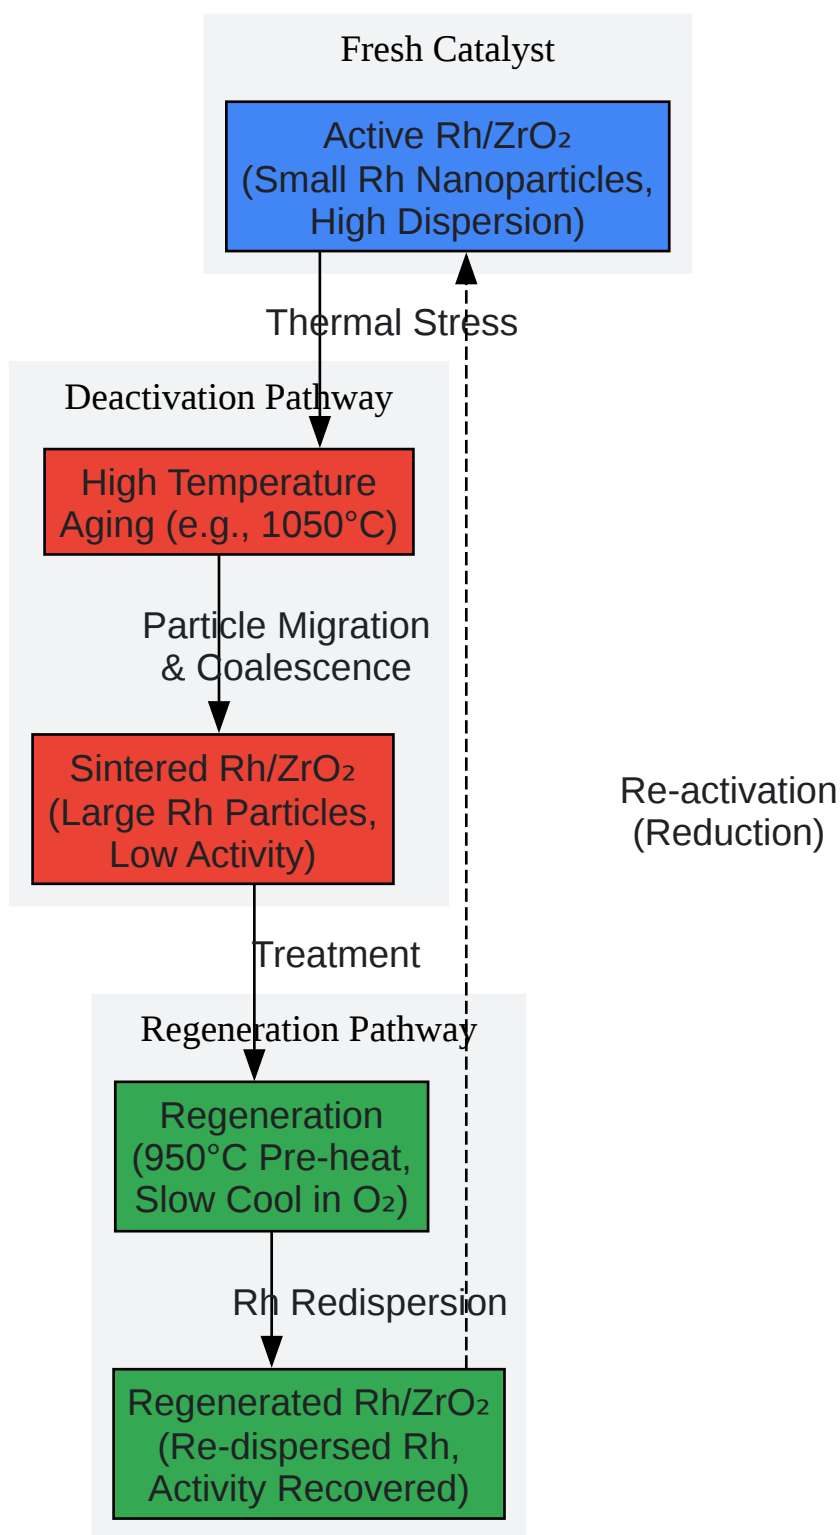 Fresh Catalyst
Active Rh/ZrO₂
(Small Rh Nanoparticles,
High Dispersion)
Thermal Stress
Deactivation Pathway
High Temperature
Aging (e.g., 1050°C)
Particle Migration
& Coalescence
Sintered Rh/ZrO₂
(Large Rh Particles,
Low Activity)
Re-activation
(Reduction)
Treatment
Regeneration Pathway
Regeneration
(950°C Pre-heat,
Slow Cool in O₂)
Rh Redispersion
Regenerated Rh/ZrO₂
(Re-dispersed Rh,
Activity Recovered)